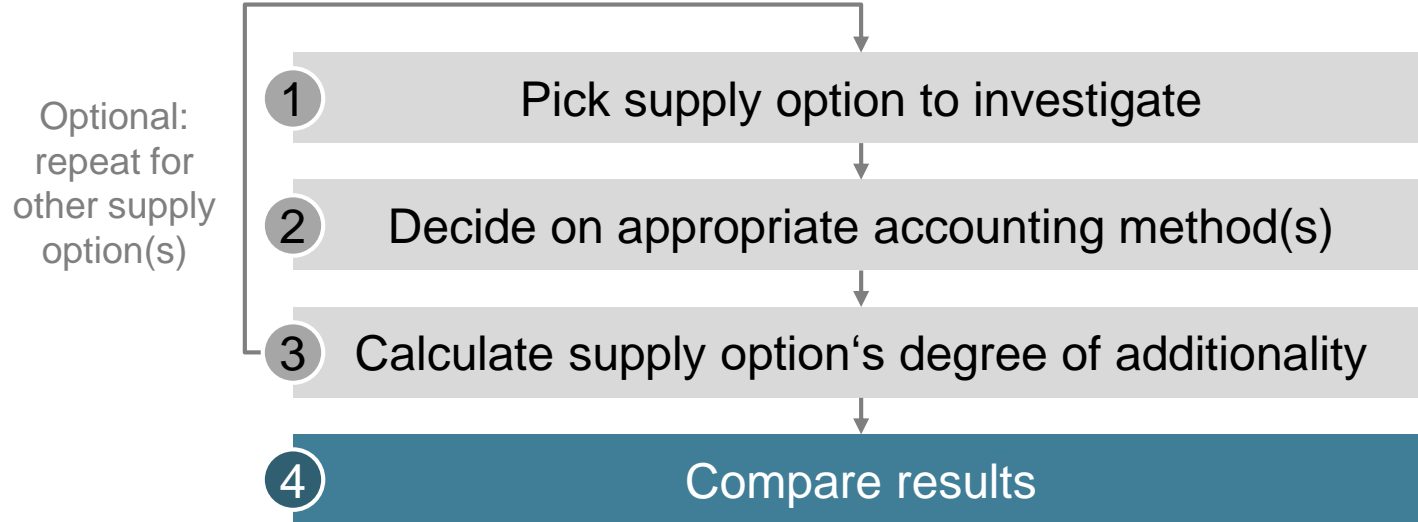 1 Pick supply option to investigate
Optional:
repeat for
other supply
option(s)
2 Decide on appropriate accounting method(s)
3 Calculate supply option‘s degree of additionality
4 Compare results